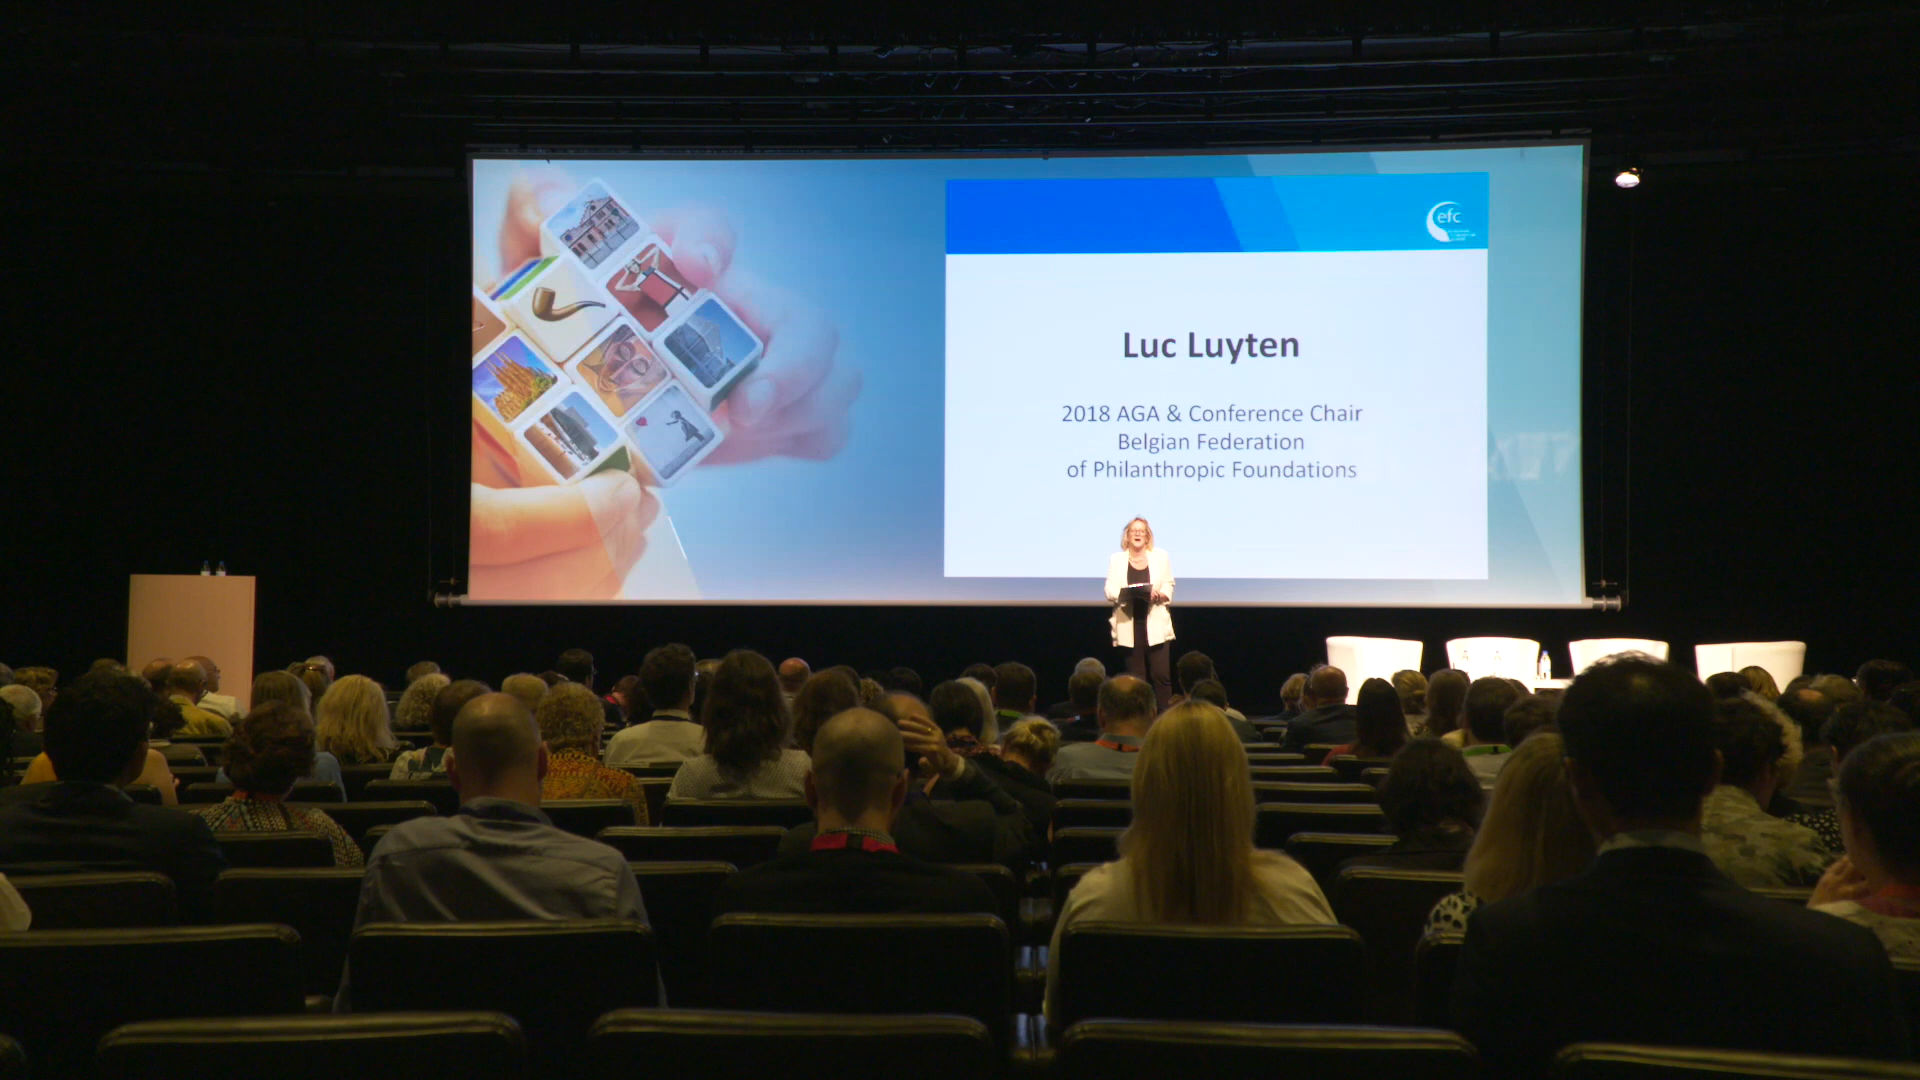 efc
Luc Luyten
2018 AGA & Conference Chair
Belgian Federation
of Philanthropic Foundations